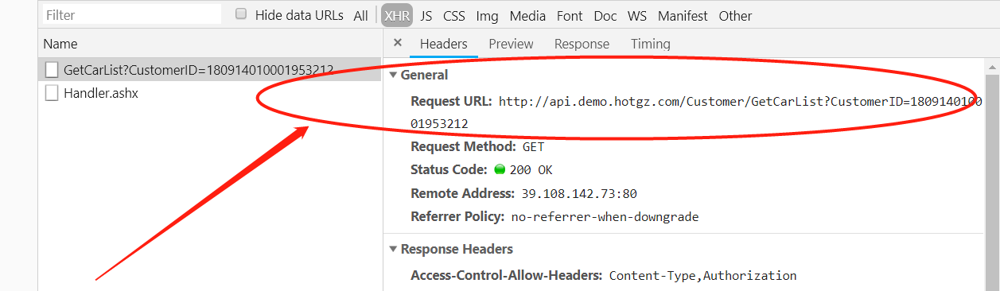 Filter Hide data URLs All XHR JS CSS Img Media Font Doc WS Manifest Other
Name
GetCarList?CustomerID=180914010001953212
Handler.ashx
× Headers Preview Response Timing
▼ General
Request URL: http://api.demo.hotgz.com/Customer/GetCarList?CustomerID=1809140100
01953212
Request Method: GET
Status Code: 200 OK
Remote Address: 39.108.142.73:80
Referrer Policy: no-referrer-when-downgrade
▼ Response Headers
Access-Control-Allow-Headers: Content-Type,Authorization